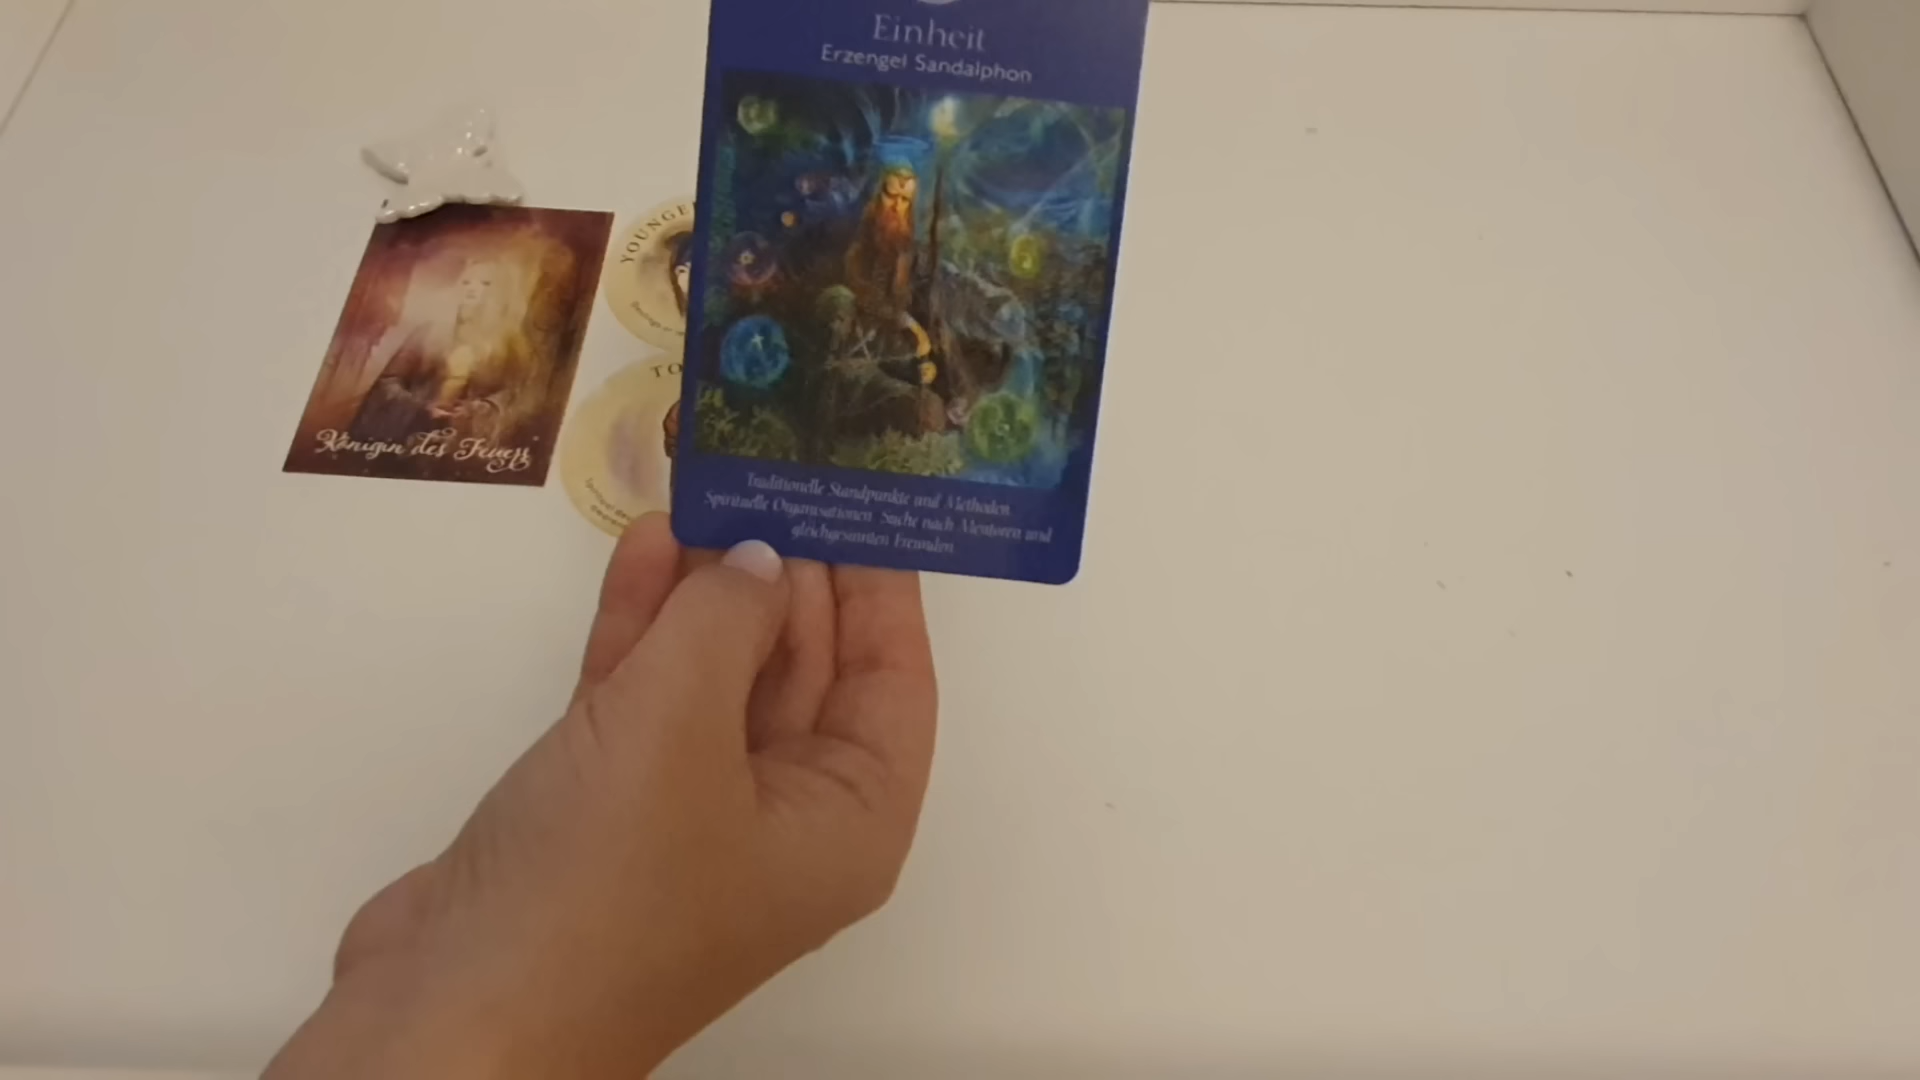 Einheit
Erzengel Sandalphon
Traditionelle Standpunkte und Methoden
Spirituelle Organisationen Suche nach Mentoren und
gleichgesinnten Freunden
Königin des Feuers
YOUNGE
TO